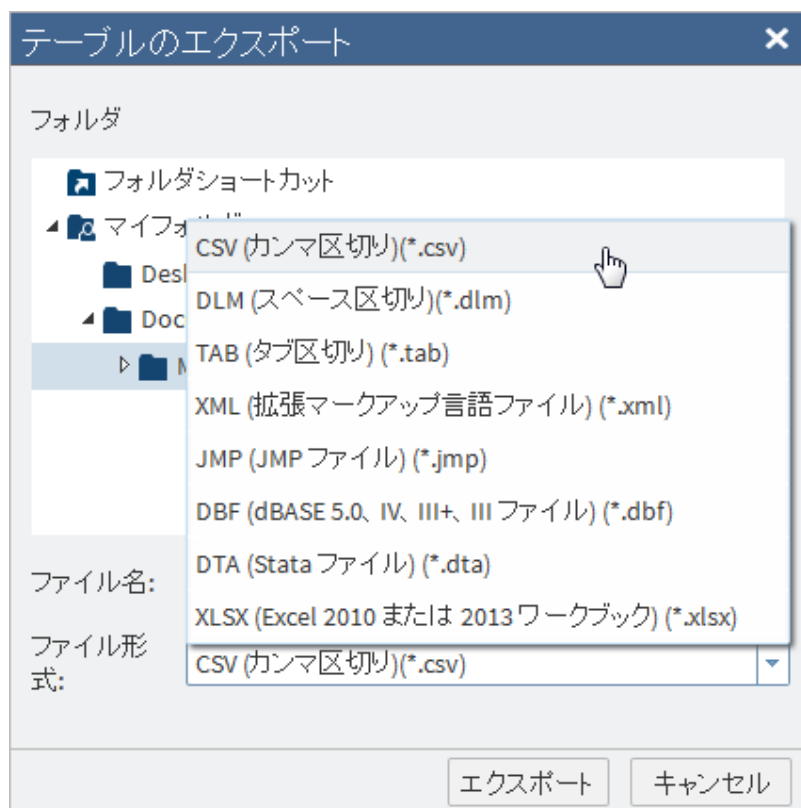 テーブルのエクスポート
フォルダ
フォルダショートカット
マイフォルダ
CSV (カンマ区切り)(*.csv)
DLM (スペース区切り)(*.dlm)
TAB (タブ区切り) (*.tab)
XML (拡張マークアップ言語ファイル) (*.xml)
JMP (JMP ファイル) (*.jmp)
DBF (dBASE 5.0、IV、III+、III ファイル) (*.dbf)
DTA (Stata ファイル) (*.dta)
XLSX (Excel 2010 または 2013 ワークブック) (*.xlsx)
ファイル名:
ファイル形
式:
CSV (カンマ区切り)(*.csv)
エクスポート キャンセル